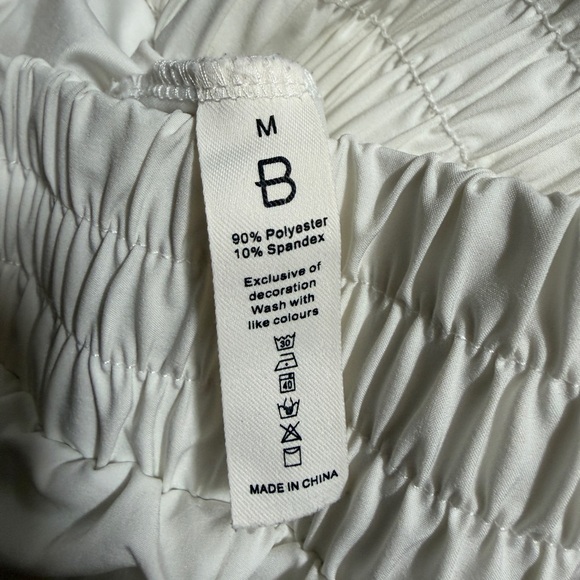 M
B
90% Polyester
10% Spandex
Exclusive of
decoration
Wash with
like colours
30
40
MADE IN CHINA